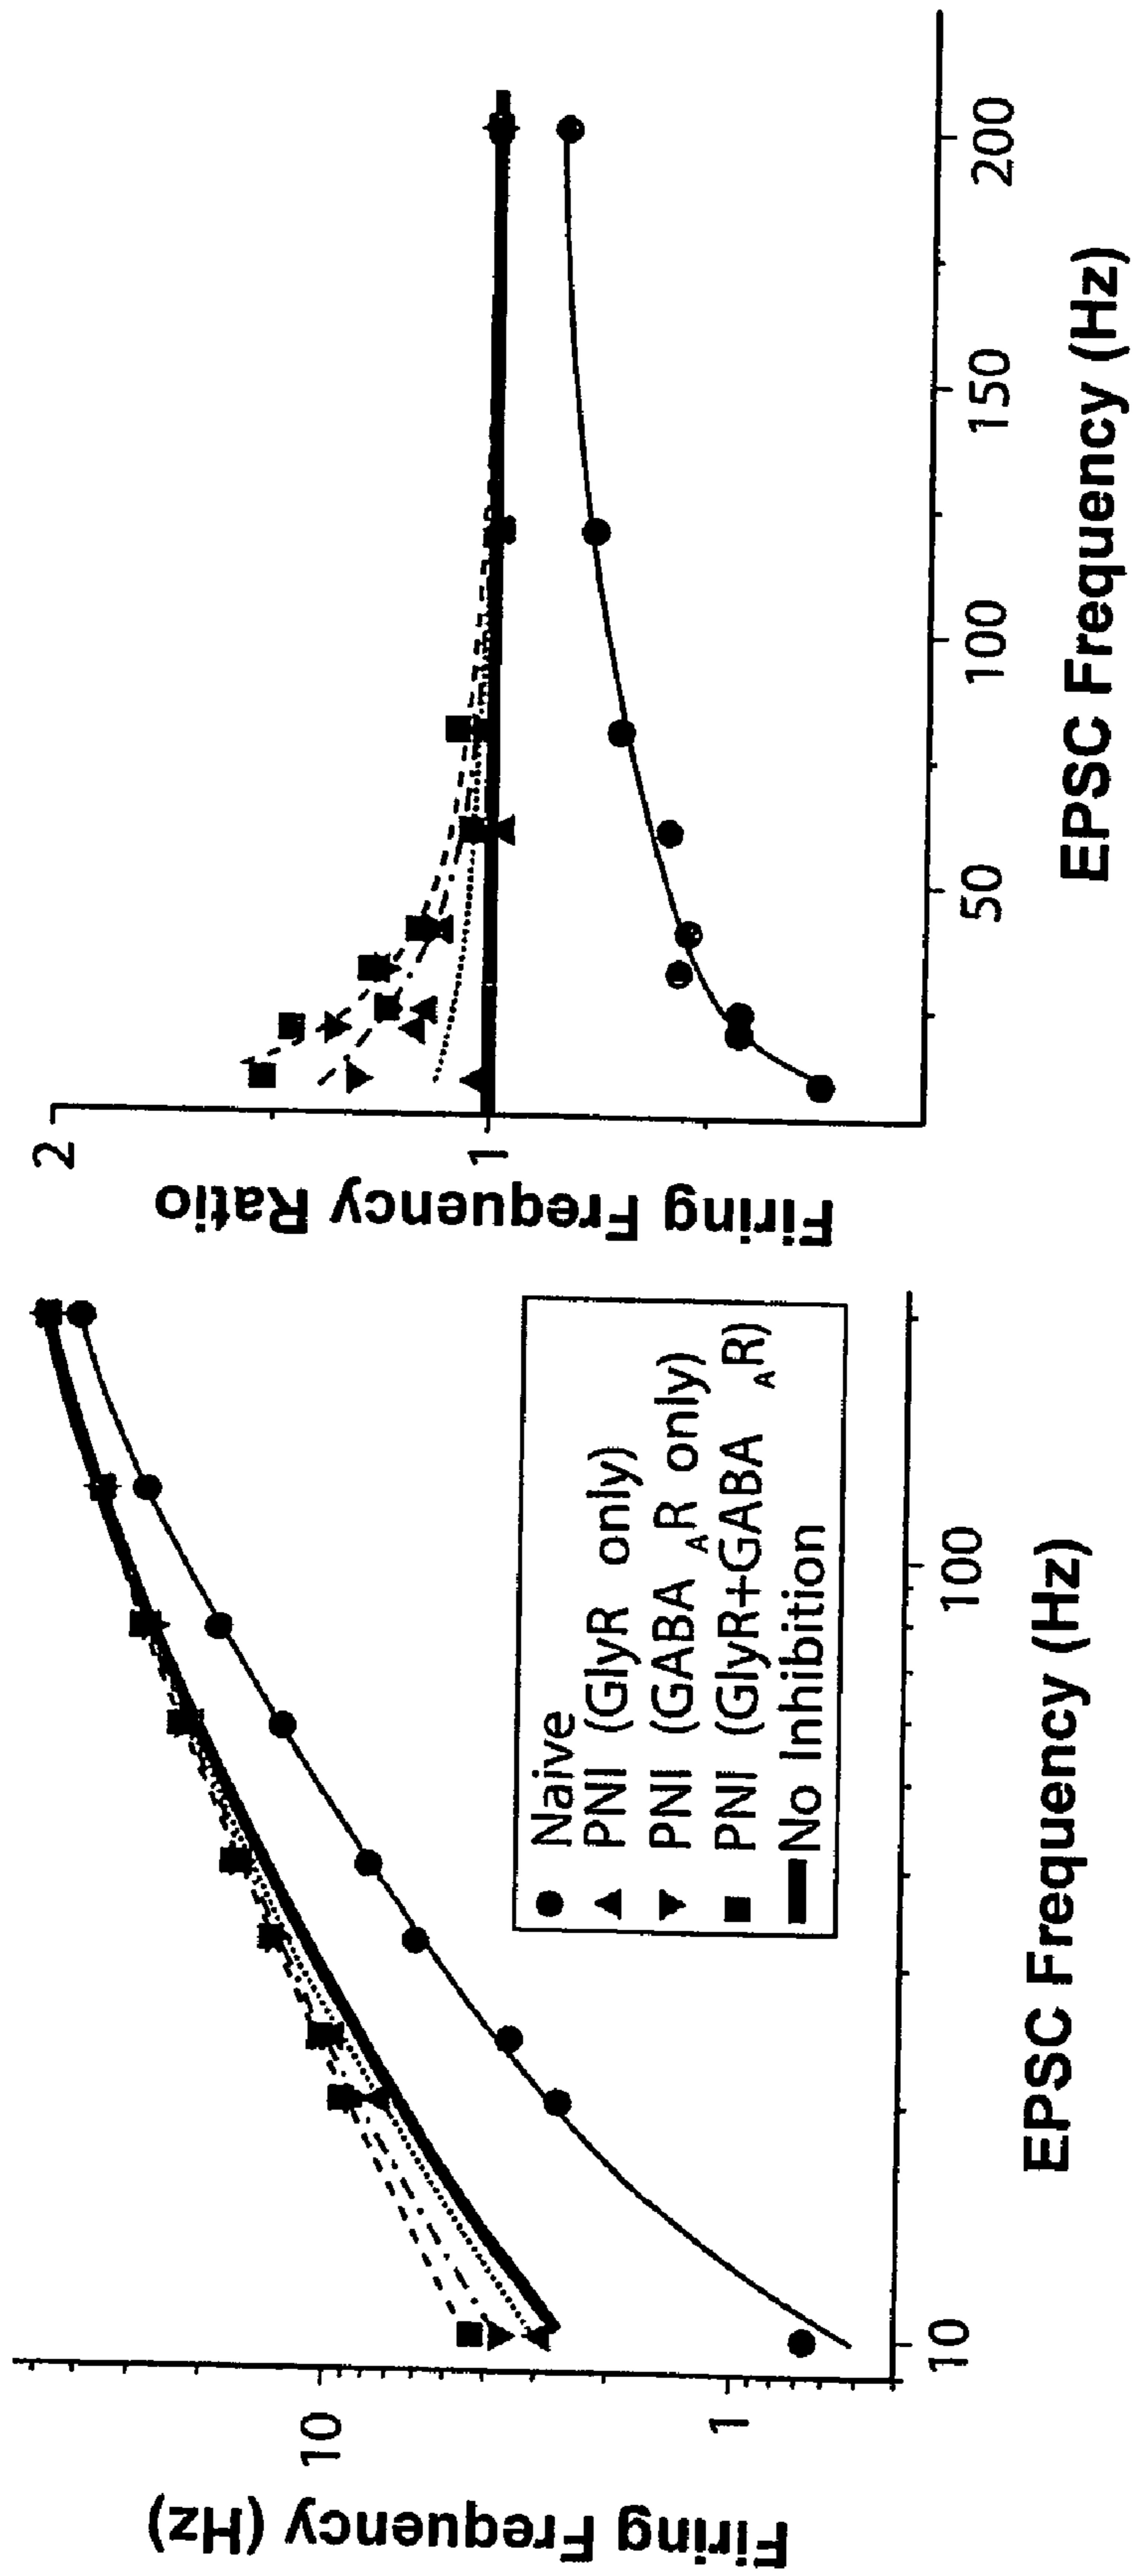 Firing Frequency (Hz)
10
1
10
100
EPSC Frequency (Hz)
Naive
PNI (GlyR only)
PNI (GABA AR only)
PNI (GlyR+GABA AR)
No Inhibition
Firing Frequency Ratio
2
1
50
100
150
200
EPSC Frequency (Hz)